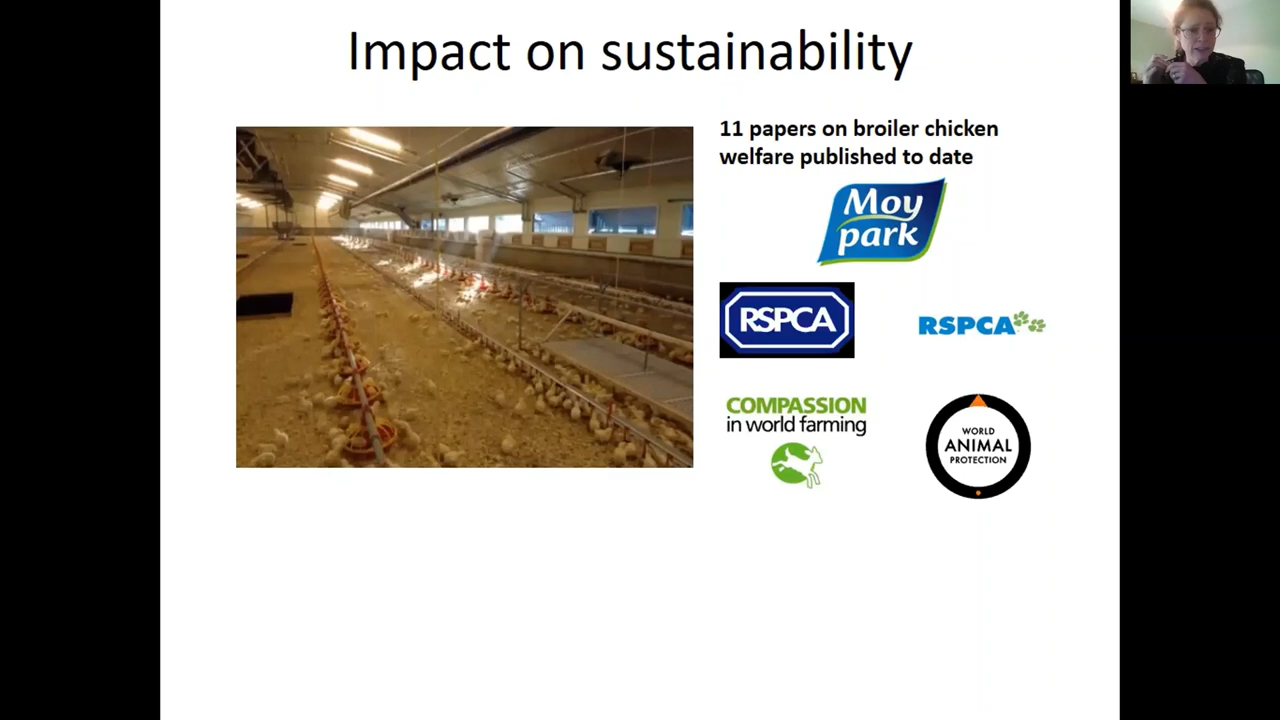 Impact on sustainability
11 papers on broiler chicken
welfare published to date
Moy
park
RSPCA
RSPCA
COMPASSION
in world farming
WORLD
ANIMAL
PROTECTION